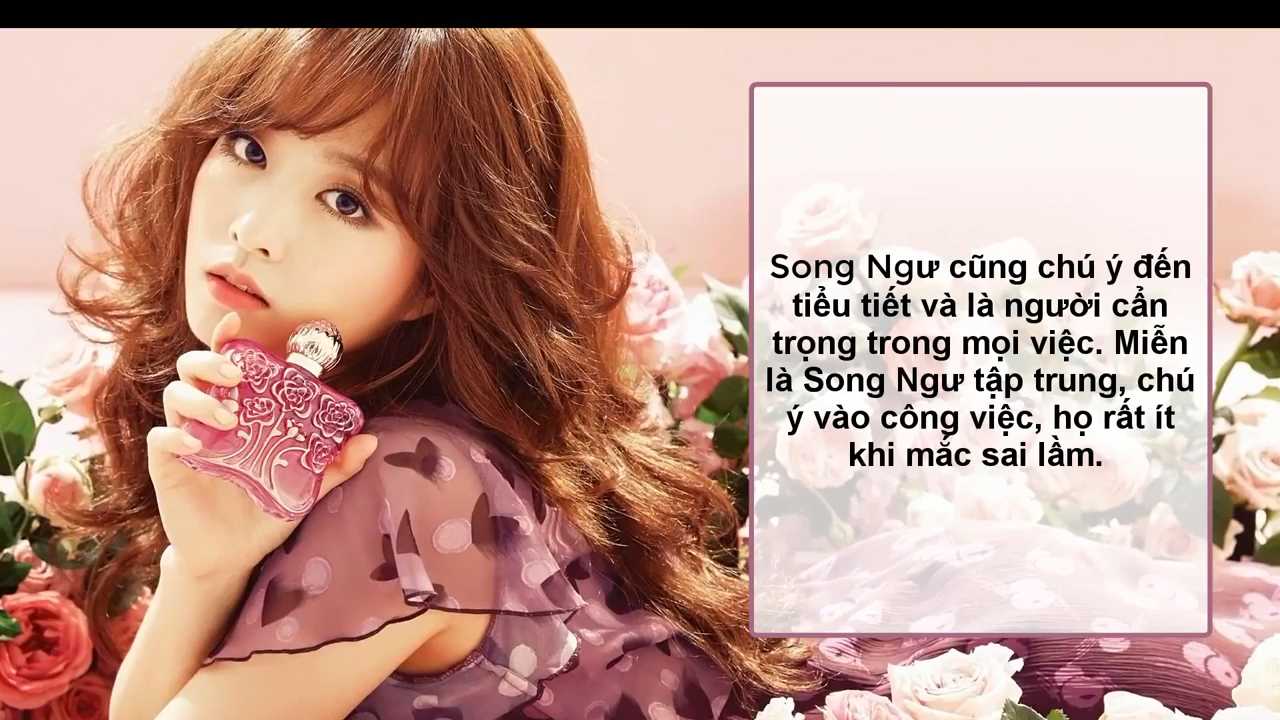 Song Ngư cũng chú ý đến
tiểu tiết và là người cẩn
trọng trong mọi việc. Miễn
là Song Ngư tập trung, chú
ý vào công việc, họ rất ít
khi mắc sai lầm.